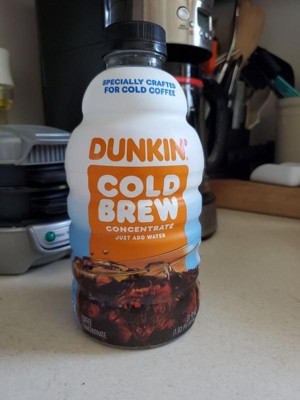 SPECIALLY CRAFTED
FOR COLD COFFEE
DUNKIN'
COLD
BREW
CONCENTRATE
JUST ADD WATER